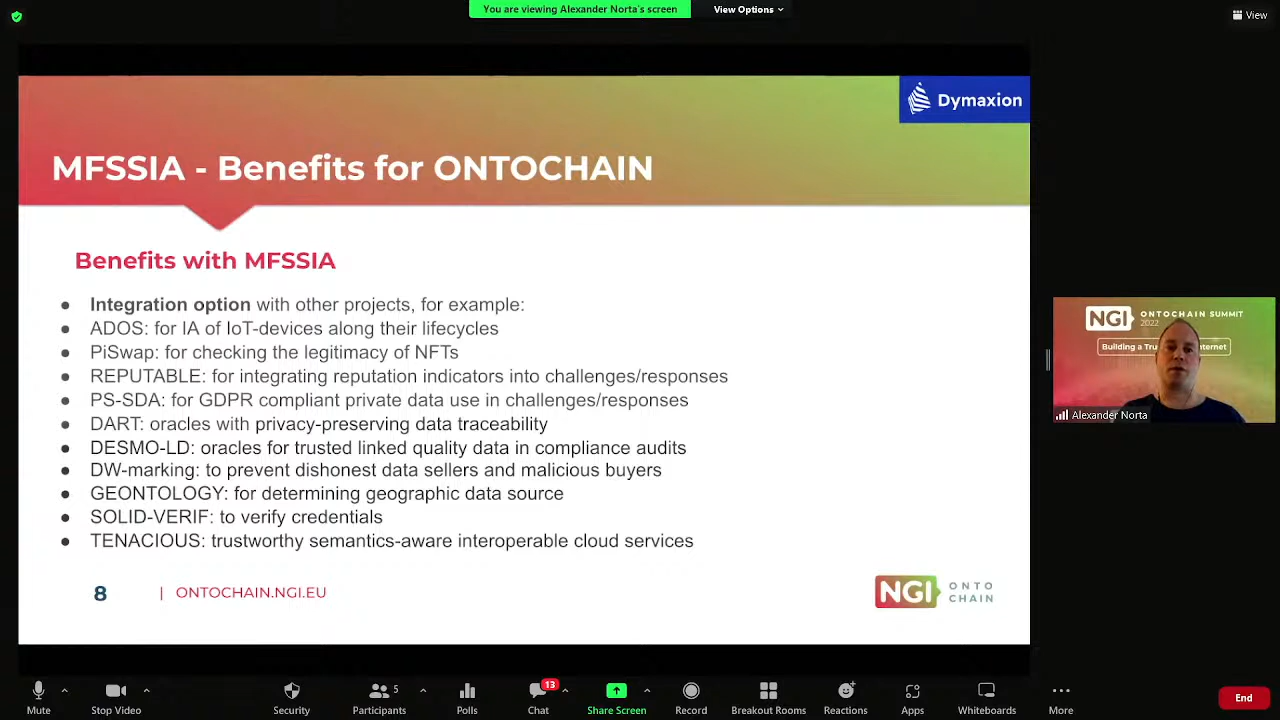 You are viewing Alexander Norta's screen
View Options
View
Dymaxion
MFSSIA - Benefits for ONTOCHAIN
Benefits with MFSSIA
● Integration option with other projects, for example:
● ADOS: for IA of IoT-devices along their lifecycles
● PiSwap: for checking the legitimacy of NFTs
● REPUTABLE: for integrating reputation indicators into challenges/responses
● PS-SDA: for GDPR compliant private data use in challenges/responses
● DART: oracles with privacy-preserving data traceability
● DESMO-LD: oracles for trusted linked quality data in compliance audits
● DW-marking: to prevent dishonest data sellers and malicious buyers
● GEONTOLOGY: for determining geographic data source
● SOLID-VERIF: to verify credentials
● TENACIOUS: trustworthy semantics-aware interoperable cloud services
8 | ONTOCHAIN.NGI.EU
NGI ONTO
CHAIN
NGI ONTOCHAIN SUMMIT
2022
Building a Tru
nternet
Alexander Norta
Mute
Stop Video
Security
Participants 5
Polls
Chat 13
Share Screen
Record
Breakout Rooms
Reactions
Apps
Whiteboards
More
End